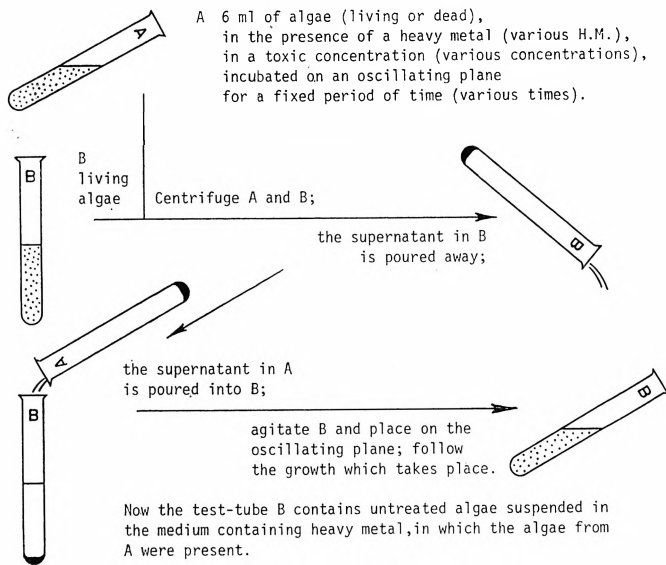 A 6 ml of algae (living or dead),
in the presence of a heavy metal (various H.M.),
in a toxic concentration (various concentrations),
incubated on an oscillating plane
for a fixed period of time (various times).
A
B
B
living
algae
Centrifuge A and B;
the supernatant in B
is poured away;
B
A
the supernatant in A
is poured into B;
B
agitate B and place on the
oscillating plane; follow
the growth which takes place.
B
Now the test-tube B contains untreated algae suspended in
the medium containing heavy metal,in which the algae from
A were present.